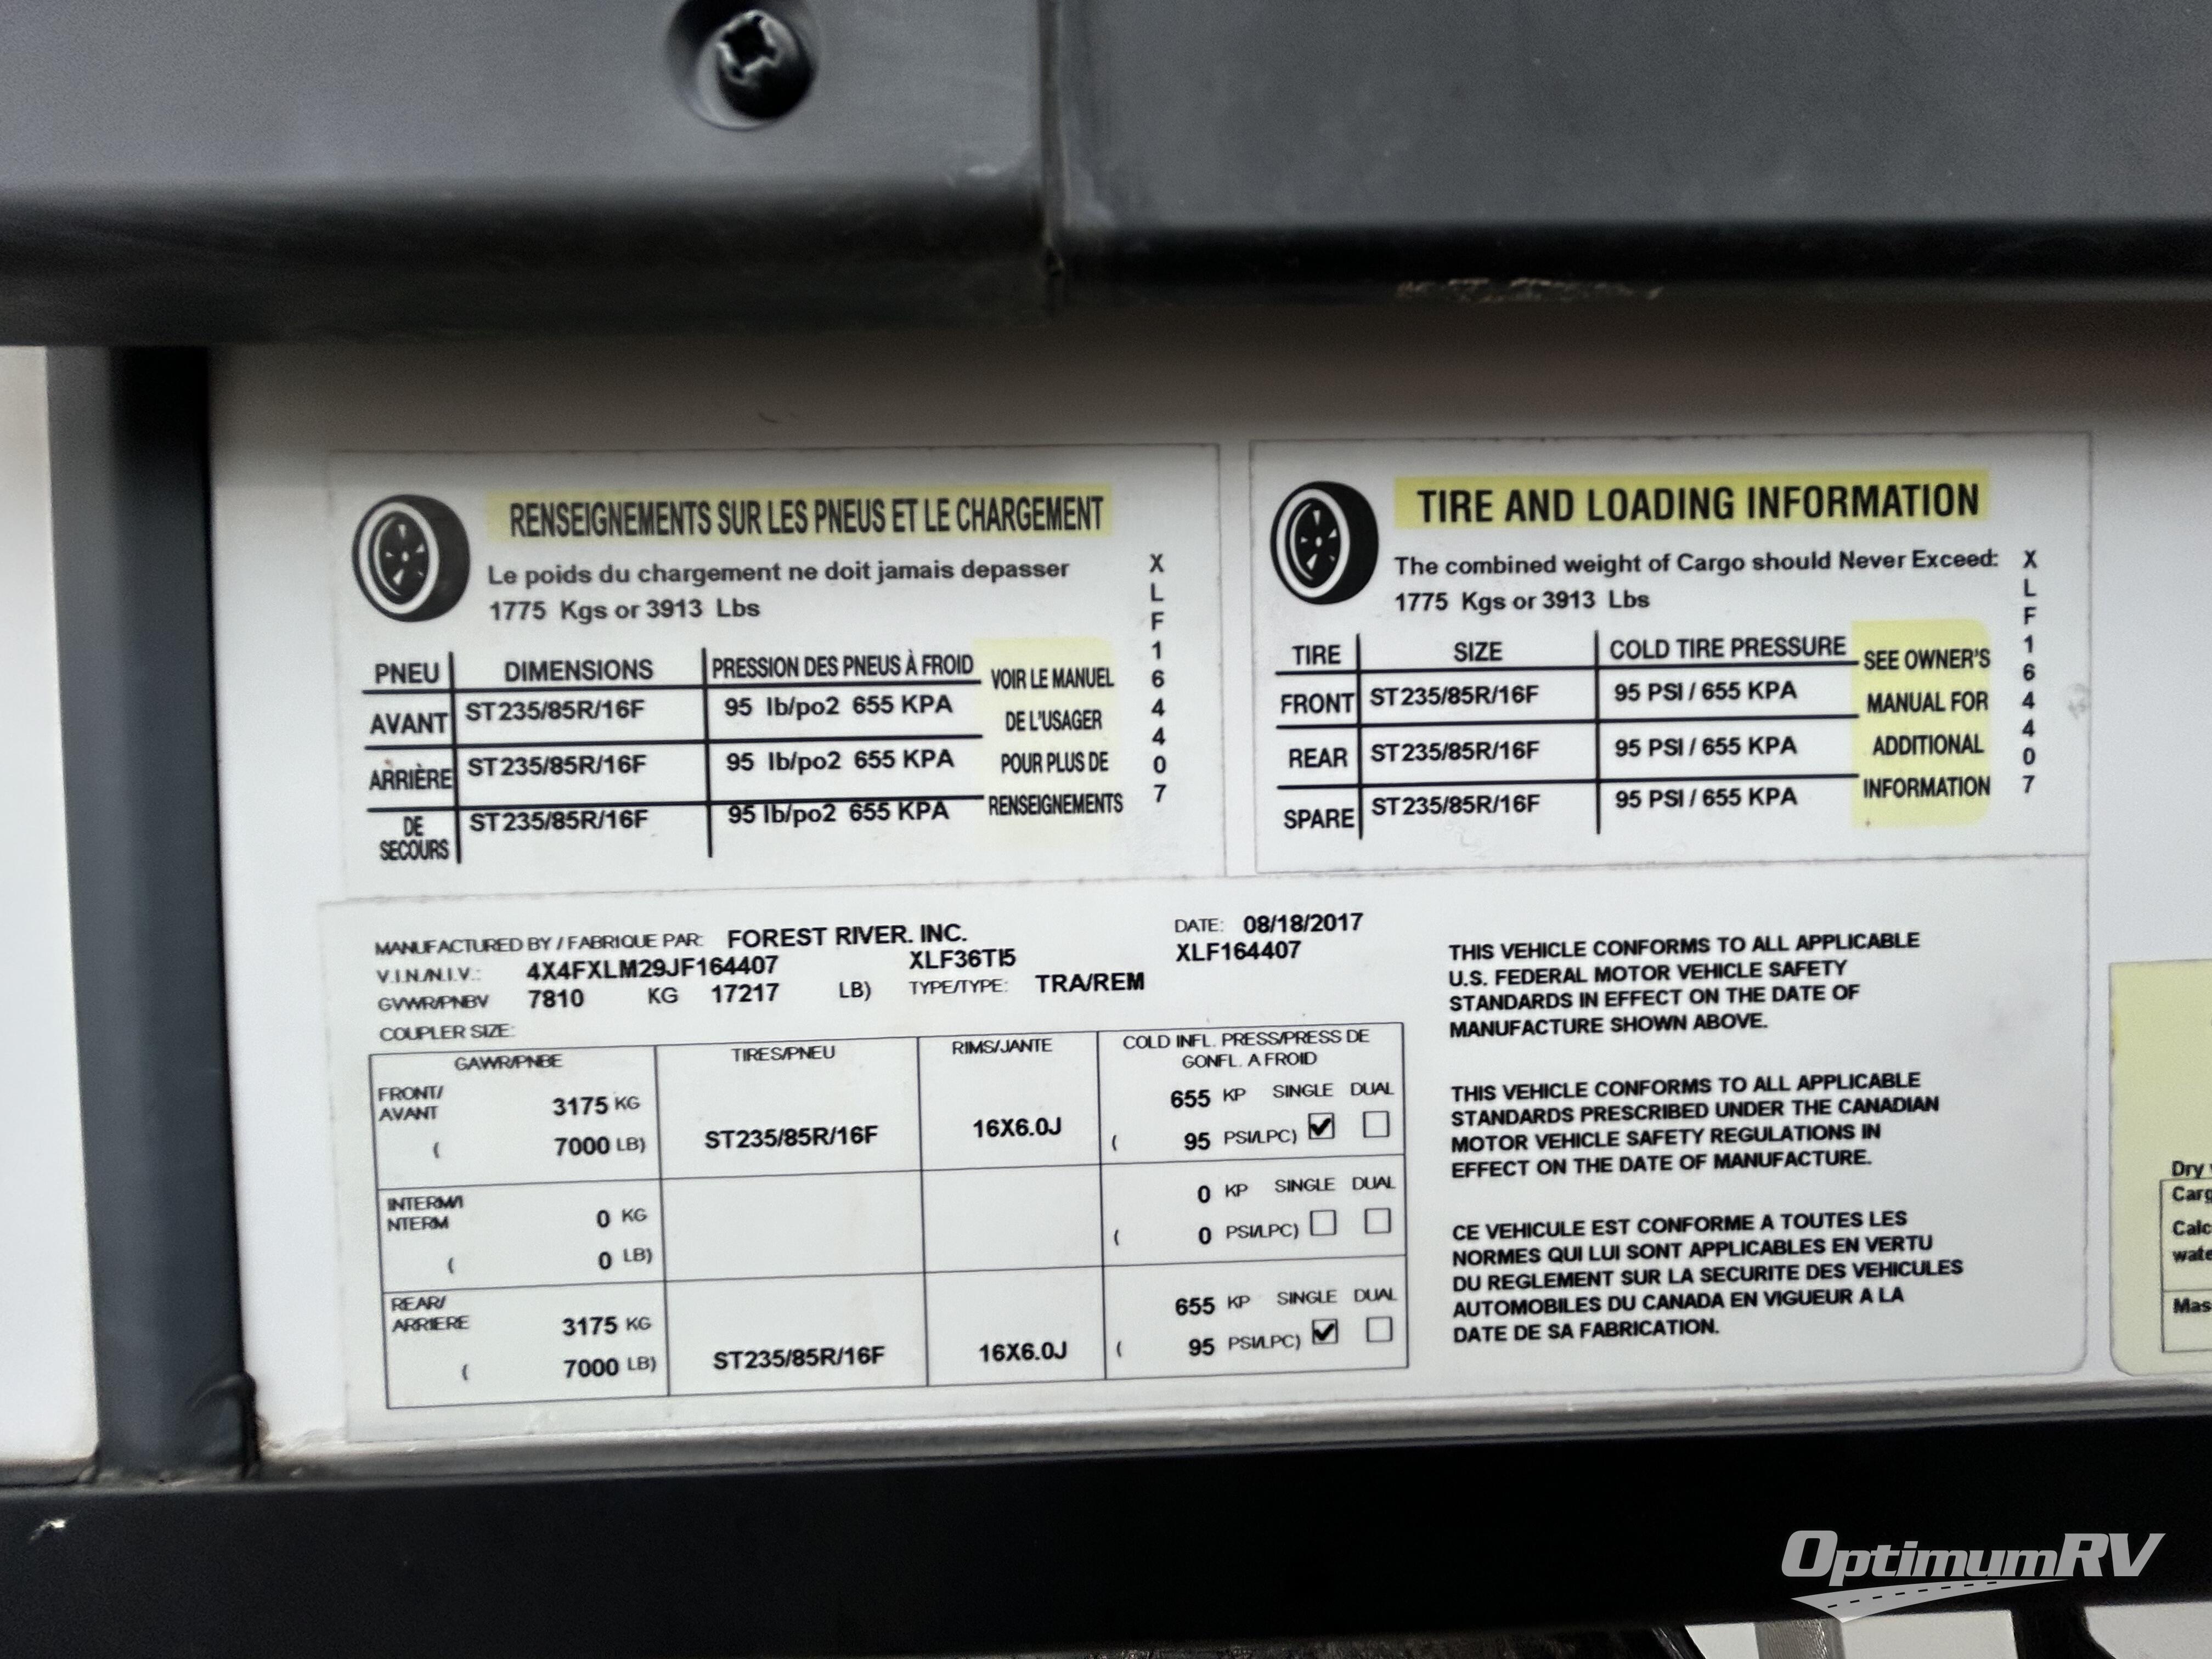 RENSEIGNEMENTS SUR LES PNEUS ET LE CHARGEMENT
Le poids du chargement ne doit jamais depasser
1775 Kgs or 3913 Lbs
PNEU DIMENSIONS PRESSION DES PNEUS À FROID
AVANT ST235/85R/16F 95 lb/po2 655 KPA
ARRIÈRE ST235/85R/16F 95 lb/po2 655 KPA
DE SECOURS ST235/85R/16F 95 lb/po2 655 KPA
VOIR LE MANUEL
DE L'USAGER
POUR PLUS DE
RENSEIGNEMENTS
XLF164407
TIRE AND LOADING INFORMATION
The combined weight of Cargo should Never Exceed:
1775 Kgs or 3913 Lbs
TIRE SIZE COLD TIRE PRESSURE
FRONT ST235/85R/16F 95 PSI / 655 KPA
REAR ST235/85R/16F 95 PSI / 655 KPA
SPARE ST235/85R/16F 95 PSI / 655 KPA
SEE OWNER'S
MANUAL FOR
ADDITIONAL
INFORMATION
XLF164407
MANUFACTURED BY / FABRIQUE PAR: FOREST RIVER. INC. DATE: 08/18/2017
V.I.N./N.I.V.: 4X4FXLM29JF164407 XLF36TI5 XLF164407
GVWR/PNBV 7810 KG 17217 LB) TYPE/TYPE: TRA/REM
COUPLER SIZE:
GAWR/PNBE TIRES/PNEU RIMS/JANTE COLD INFL. PRESS/PRESS DE
GONFL. A FROID
FRONT/
AVANT 3175 KG 655 KP SINGLE DUAL
( 7000 LB) ST235/85R/16F 16X6.0J ( 95 PSI/LPC)
INTERM/I
NTERM 0 KG 0 KP SINGLE DUAL
( 0 LB) ( 0 PSI/LPC)
REAR/
ARRIERE 3175 KG 655 KP SINGLE DUAL
( 7000 LB) ST235/85R/16F 16X6.0J ( 95 PSI/LPC)
THIS VEHICLE CONFORMS TO ALL APPLICABLE
U.S. FEDERAL MOTOR VEHICLE SAFETY
STANDARDS IN EFFECT ON THE DATE OF
MANUFACTURE SHOWN ABOVE.
THIS VEHICLE CONFORMS TO ALL APPLICABLE
STANDARDS PRESCRIBED UNDER THE CANADIAN
MOTOR VEHICLE SAFETY REGULATIONS IN
EFFECT ON THE DATE OF MANUFACTURE.
CE VEHICULE EST CONFORME A TOUTES LES
NORMES QUI LUI SONT APPLICABLES EN VERTU
DU REGLEMENT SUR LA SECURITE DES VEHICULES
AUTOMOBILES DU CANADA EN VIGUEUR A LA
DATE DE SA FABRICATION.
Dry
OptimumRV